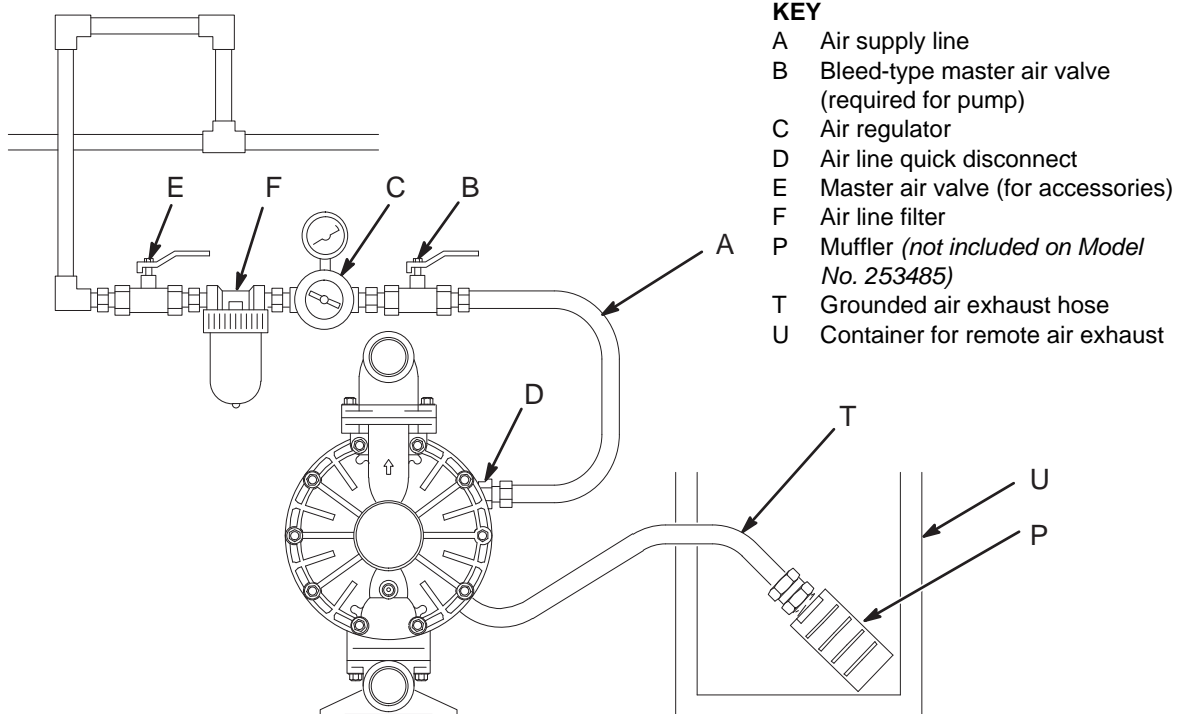 KEY
A Air supply line
B Bleed-type master air valve
(required for pump)
C Air regulator
D Air line quick disconnect
E Master air valve (for accessories)
F Air line filter
P Muffler (not included on Model
No. 253485)
T Grounded air exhaust hose
U Container for remote air exhaust
E
F
C
B
A
D
T
U
P